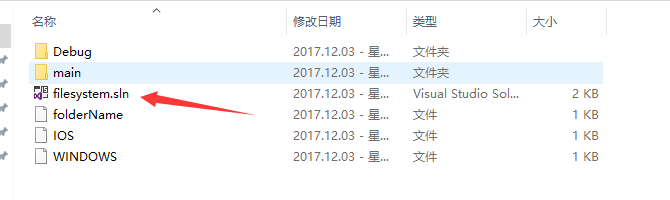 名称 修改日期 类型 大小
Debug 2017.12.03 - 星... 文件夹
main 2017.12.03 - 星... 文件夹
filesystem.sln 2017.12.03 - 星... Visual Studio Sol... 2 KB
folderName 2017.12.03 - 星... 文件 1 KB
IOS 2017.12.03 - 星... 文件 1 KB
WINDOWS 2017.12.03 - 星... 文件 1 KB